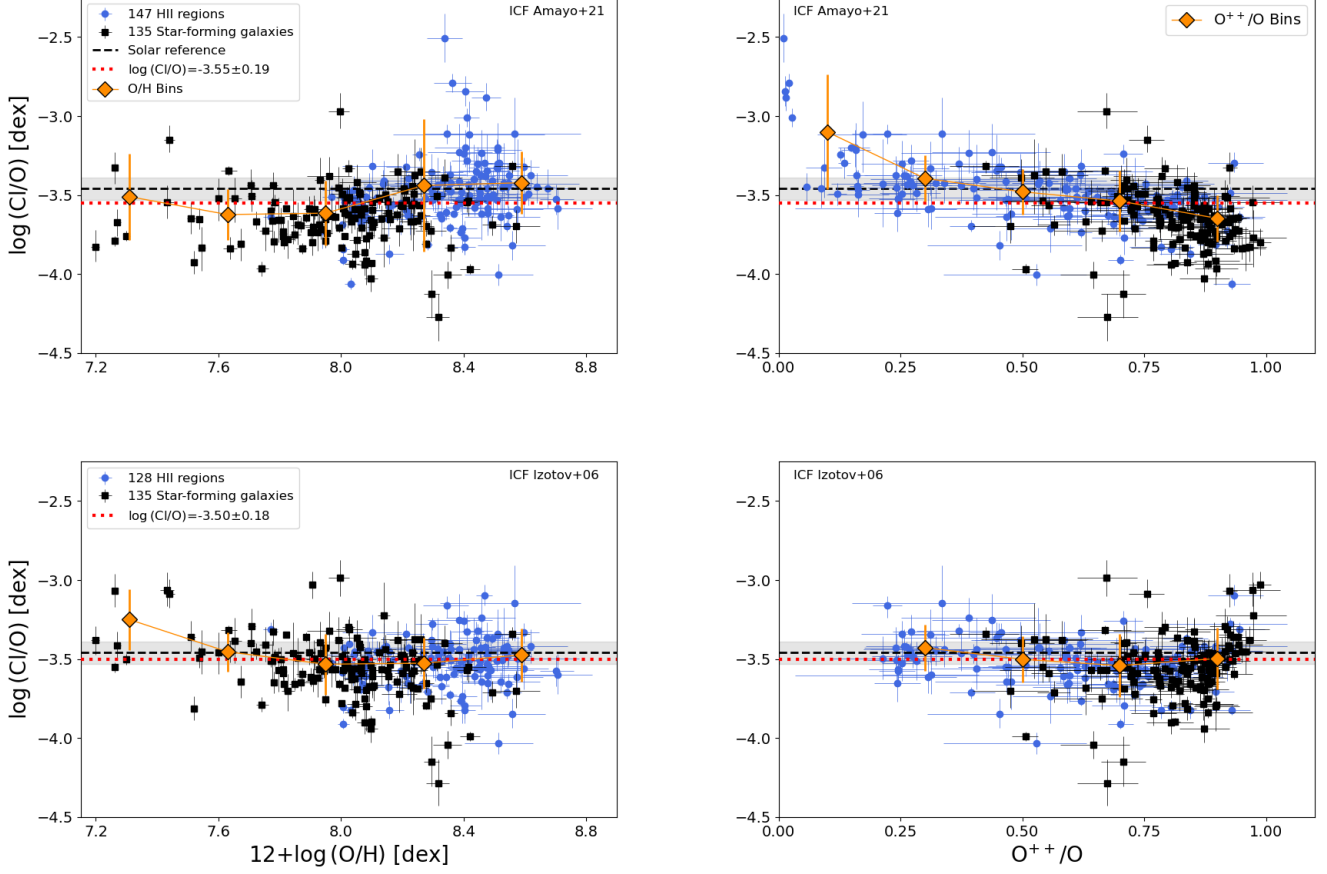 147 HII regions
135 Star-forming galaxies
Solar reference
log (Cl/O)=-3.55±0.19
O/H Bins
ICF Amayo+21
log (Cl/O) [dex]
−2.5
−3.0
−3.5
−4.0
−4.5
7.2 7.6 8.0 8.4 8.8
ICF Amayo+21
O++/O Bins
−2.5
−3.0
−3.5
−4.0
−4.5
0.00 0.25 0.50 0.75 1.00
128 HII regions
135 Star-forming galaxies
log (Cl/O)=-3.50±0.18
ICF Izotov+06
log (Cl/O) [dex]
−2.5
−3.0
−3.5
−4.0
−4.5
7.2 7.6 8.0 8.4 8.8
12+log (O/H) [dex]
ICF Izotov+06
−2.5
−3.0
−3.5
−4.0
−4.5
0.00 0.25 0.50 0.75 1.00
O++/O